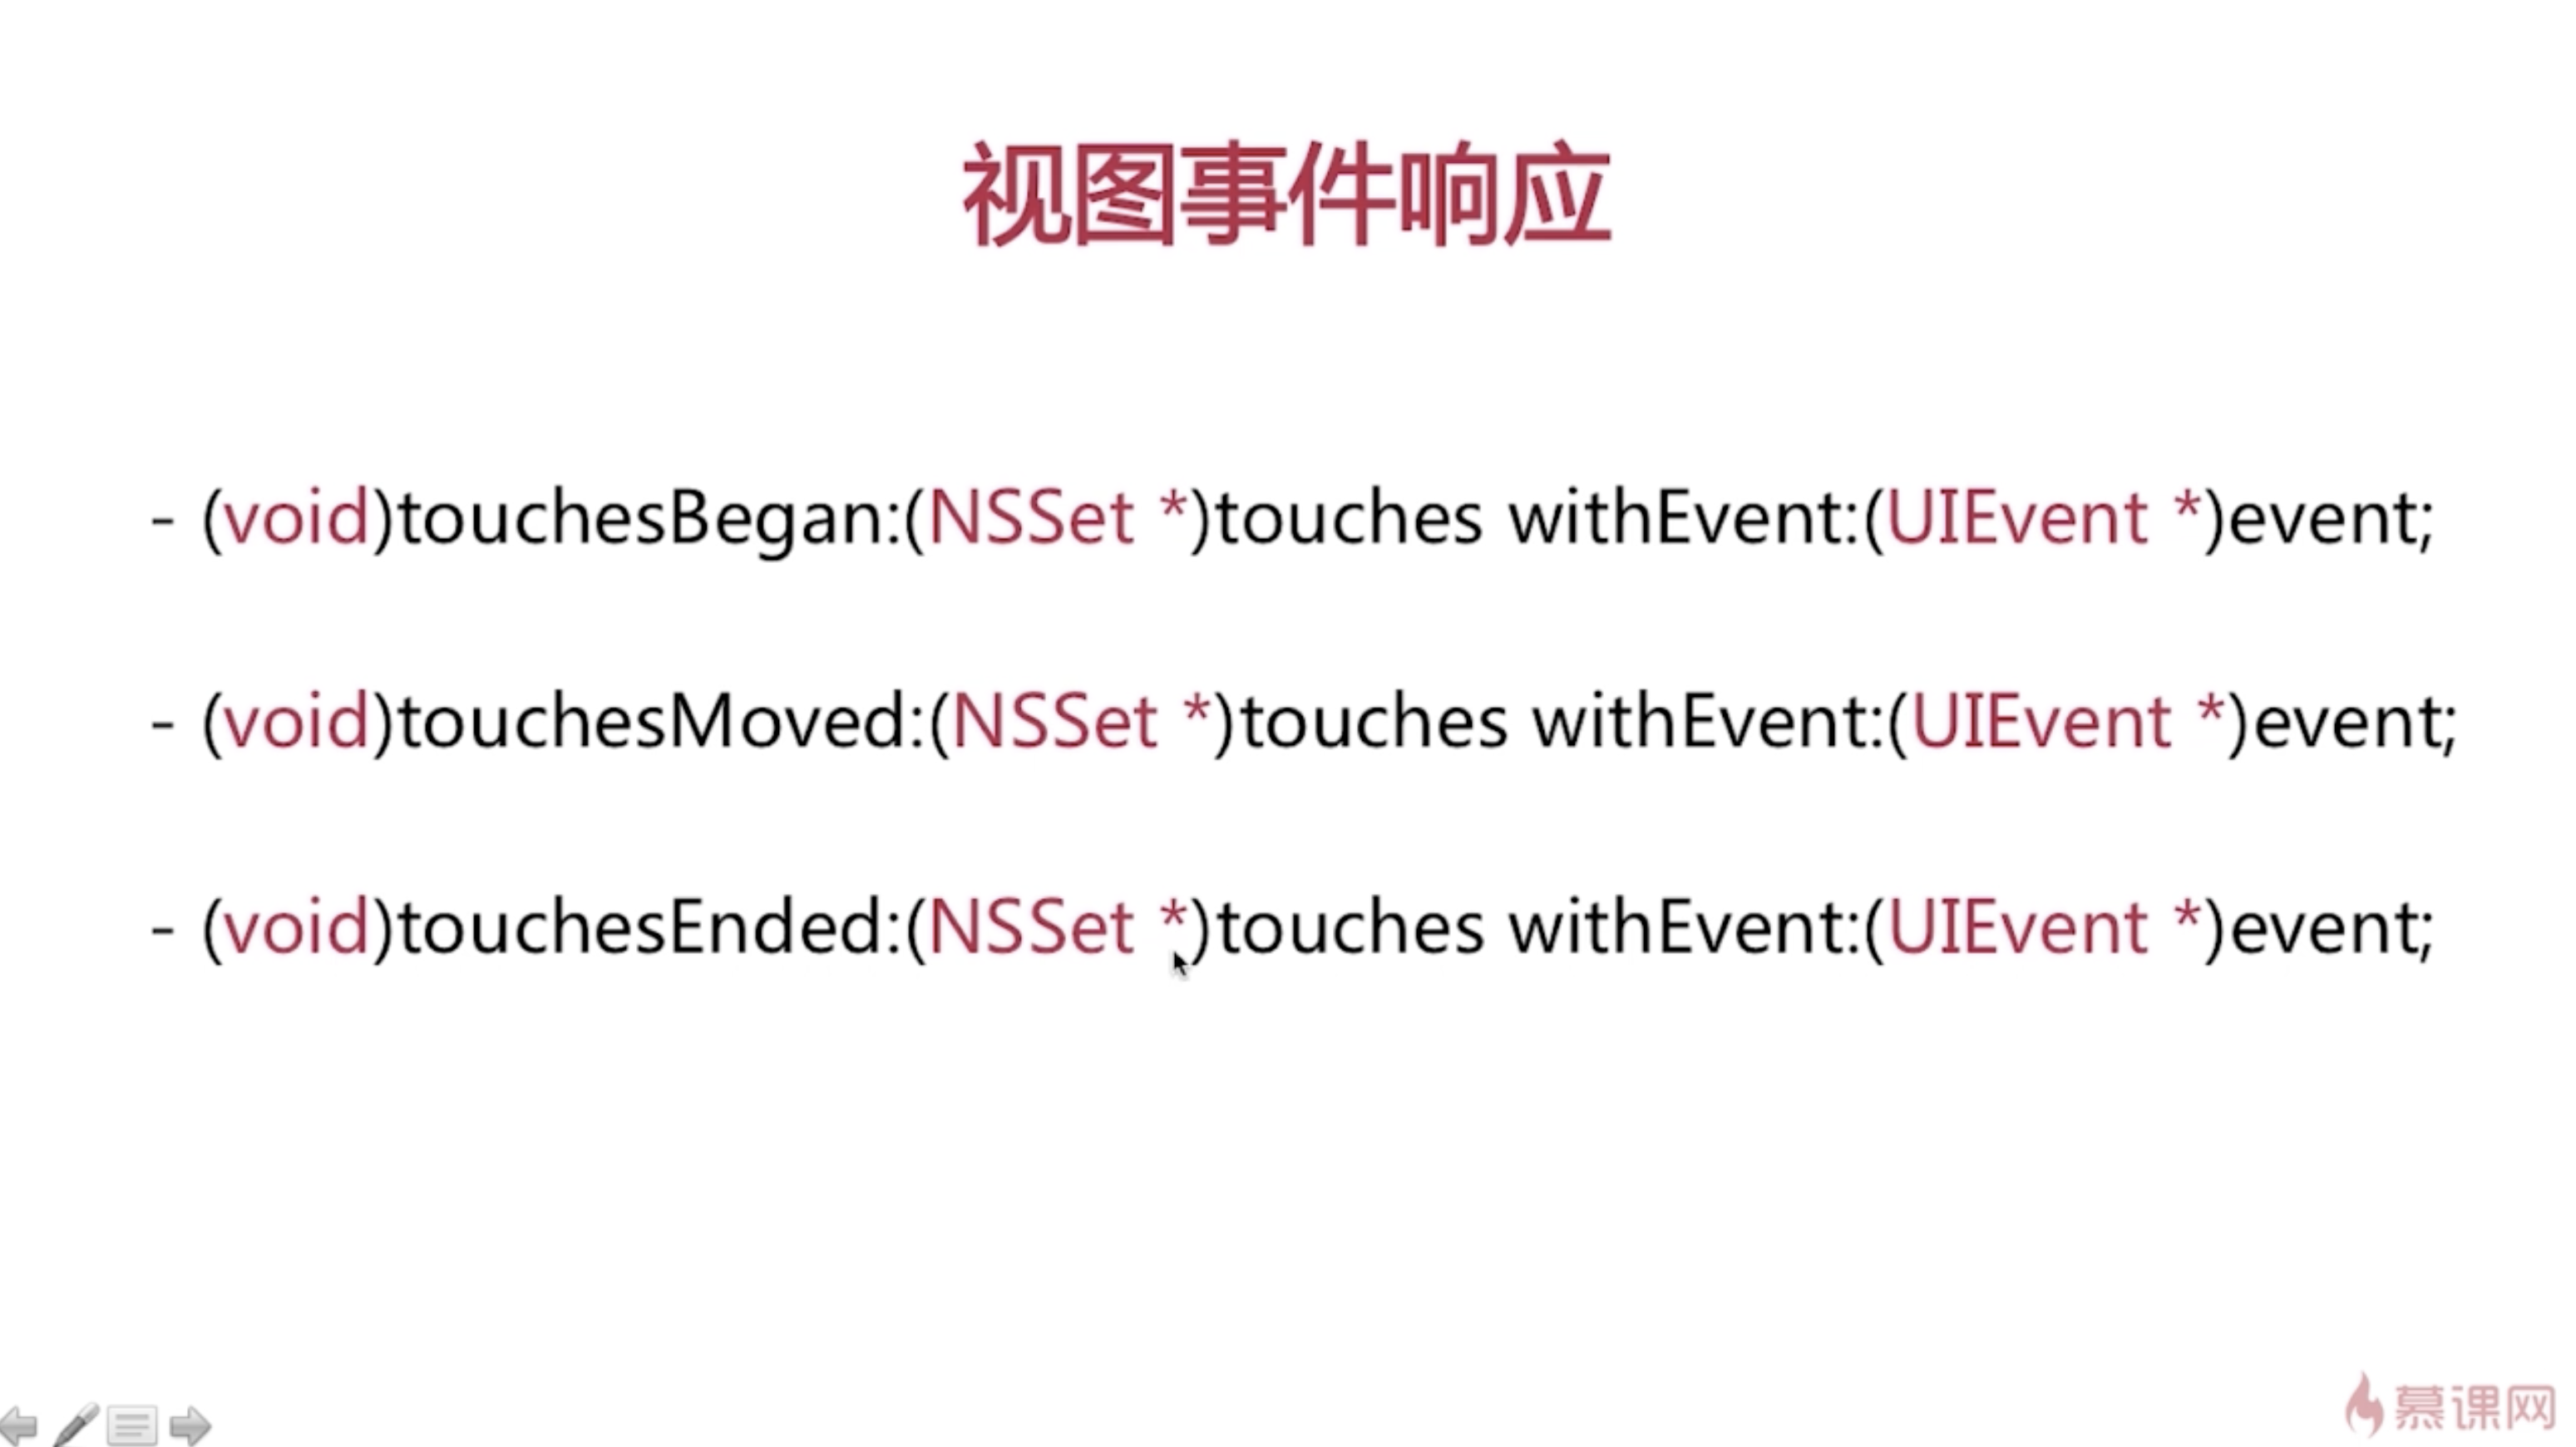 视图事件响应
- (void)touchesBegan:(NSSet *)touches withEvent:(UIEvent *)event;
- (void)touchesMoved:(NSSet *)touches withEvent:(UIEvent *)event;
- (void)touchesEnded:(NSSet *)touches withEvent:(UIEvent *)event;
慕课网